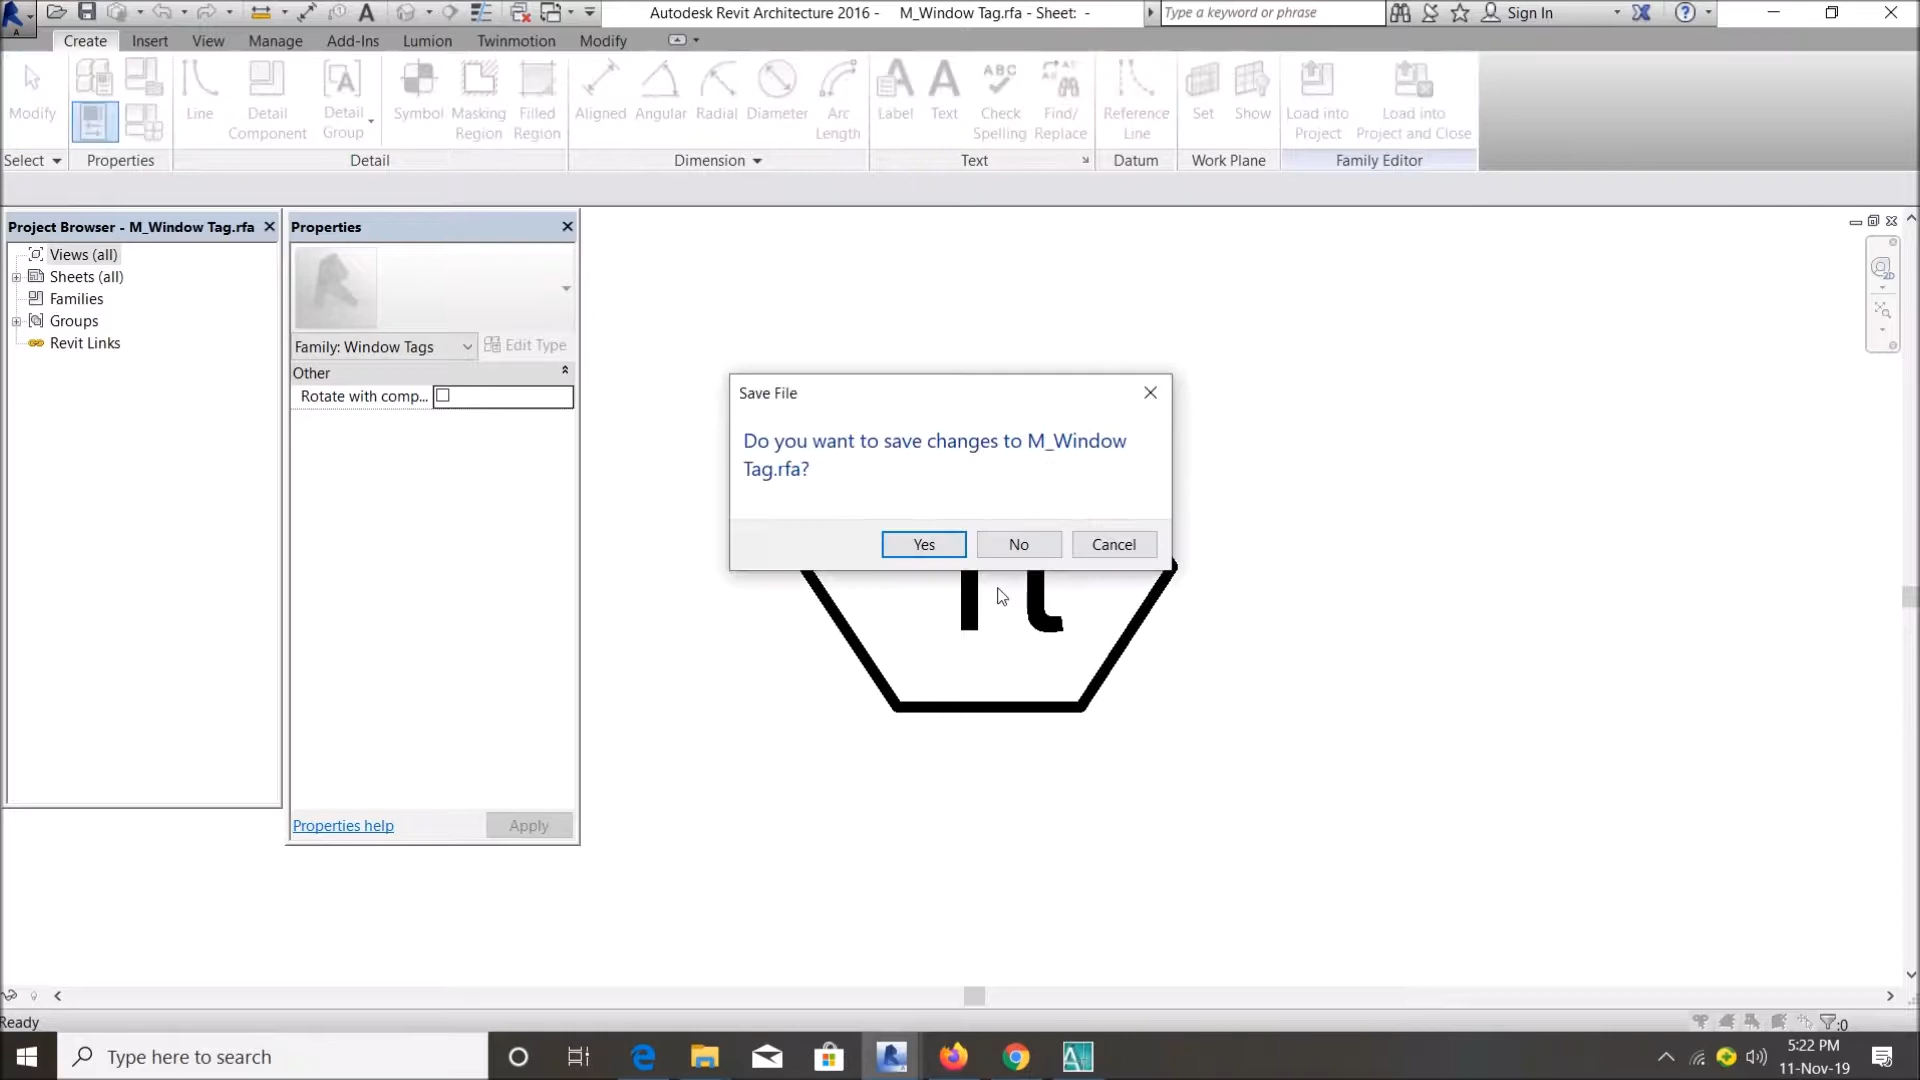 Autodesk Revit Architecture 2016 - M_Window Tag.rfa - Sheet: -
Type a keyword or phrase
Sign In
Create Insert View Manage Add-Ins Lumion Twinmotion Modify
Modify
Line
Detail Component
Detail Group
Symbol
Masking Region
Filled Region
Aligned
Angular
Radial
Diameter
Arc Length
Label
Text
Check Spelling
Find/ Replace
Reference Line
Set
Show
Load into Project
Load into Project and Close
Select Properties Detail Dimension Text Datum Work Plane Family Editor
Project Browser - M_Window Tag.rfa
Views (all)
Sheets (all)
Families
Groups
Revit Links
Properties
Family: Window Tags
Edit Type
Other
Rotate with comp...
Properties help
Apply
Save File
Do you want to save changes to M_Window
Tag.rfa?
Yes No Cancel
Ready
:0
Type here to search
5:22 PM
11-Nov-19